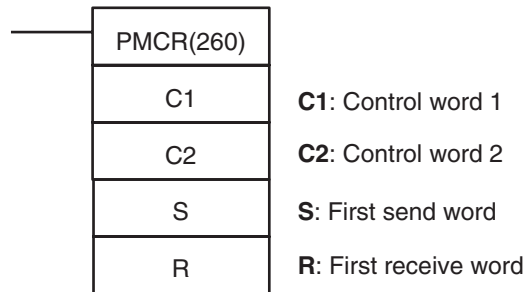 PMCR(260)
C1 C1: Control word 1
C2 C2: Control word 2
S S: First send word
R R: First receive word